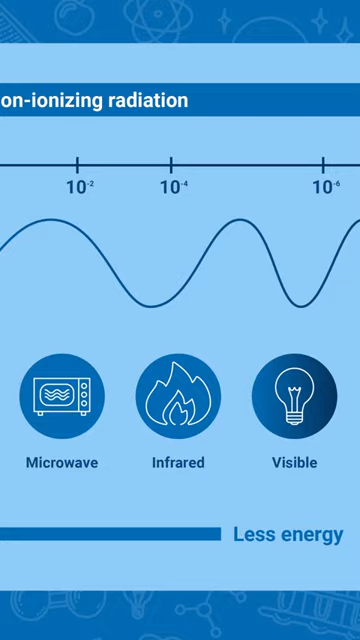 on-ionizing radiation
10⁻² 10⁻⁴ 10⁻⁶
Microwave Infrared Visible
Less energy